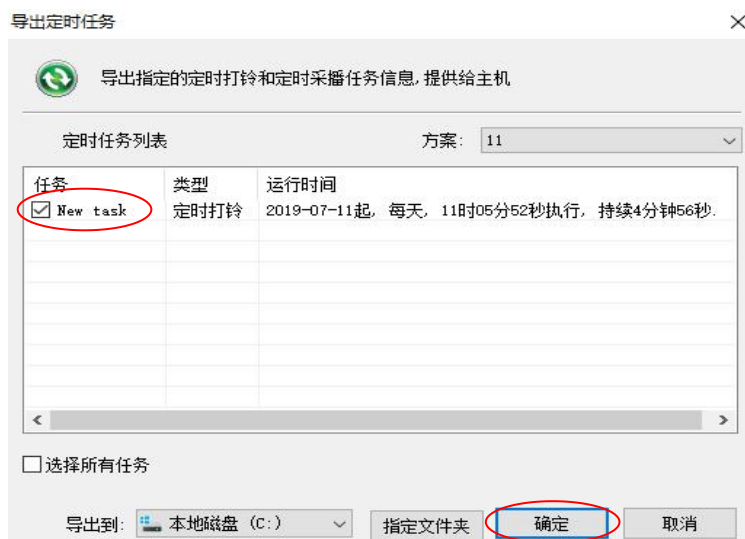 导出定时任务
导出指定的定时打铃和定时采播任务信息,提供给主机
定时任务列表 方案: 11
任务 类型 运行时间
New task 定时打铃 2019-07-11起, 每天, 11时05分52秒执行, 持续4分钟56秒.
选择所有任务
导出到: 本地磁盘 (C:) 指定文件夹 确定 取消